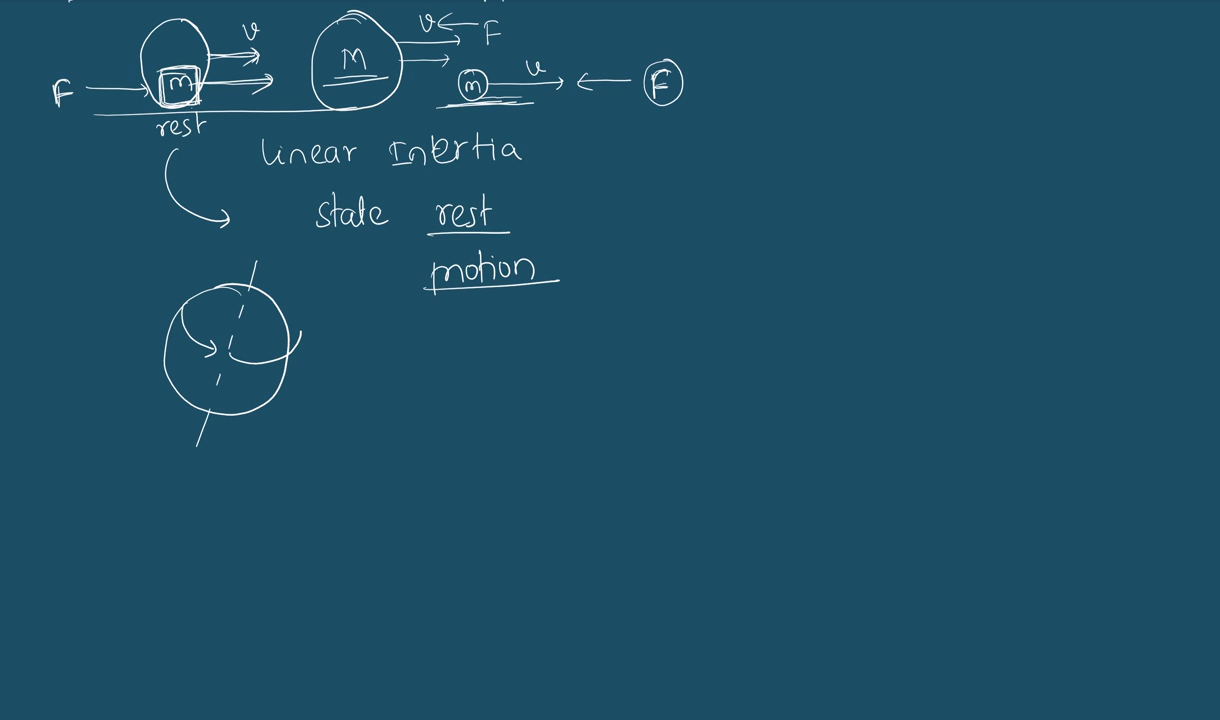 v
v F
M
F m m v F
rest
Linear Inertia
state rest
motion